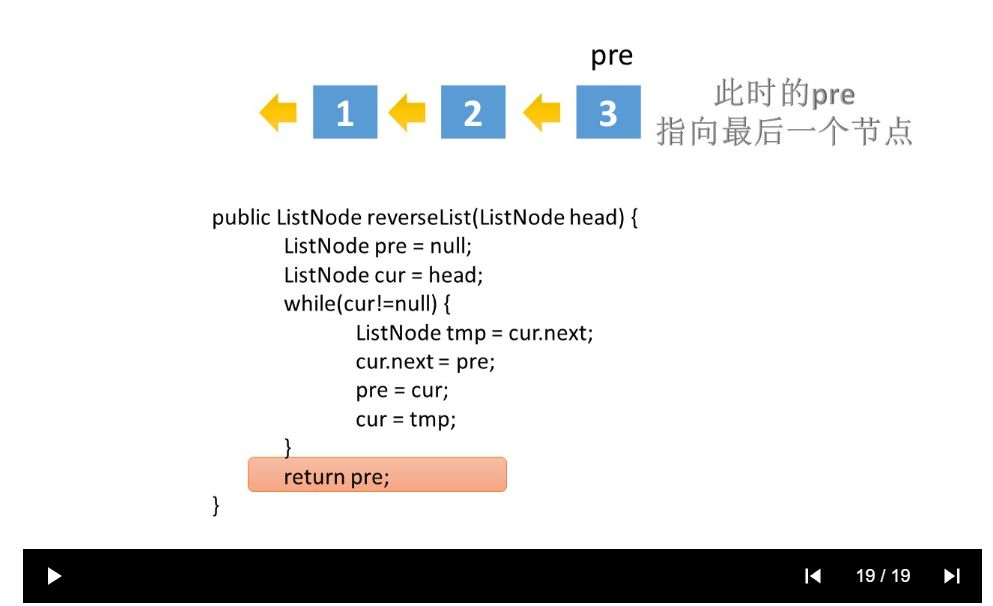 pre
1 2 3
此时的pre
指向最后一个节点
public ListNode reverseList(ListNode head) {
ListNode pre = null;
ListNode cur = head;
while(cur!=null) {
ListNode tmp = cur.next;
cur.next = pre;
pre = cur;
cur = tmp;
}
return pre;
}
19 / 19